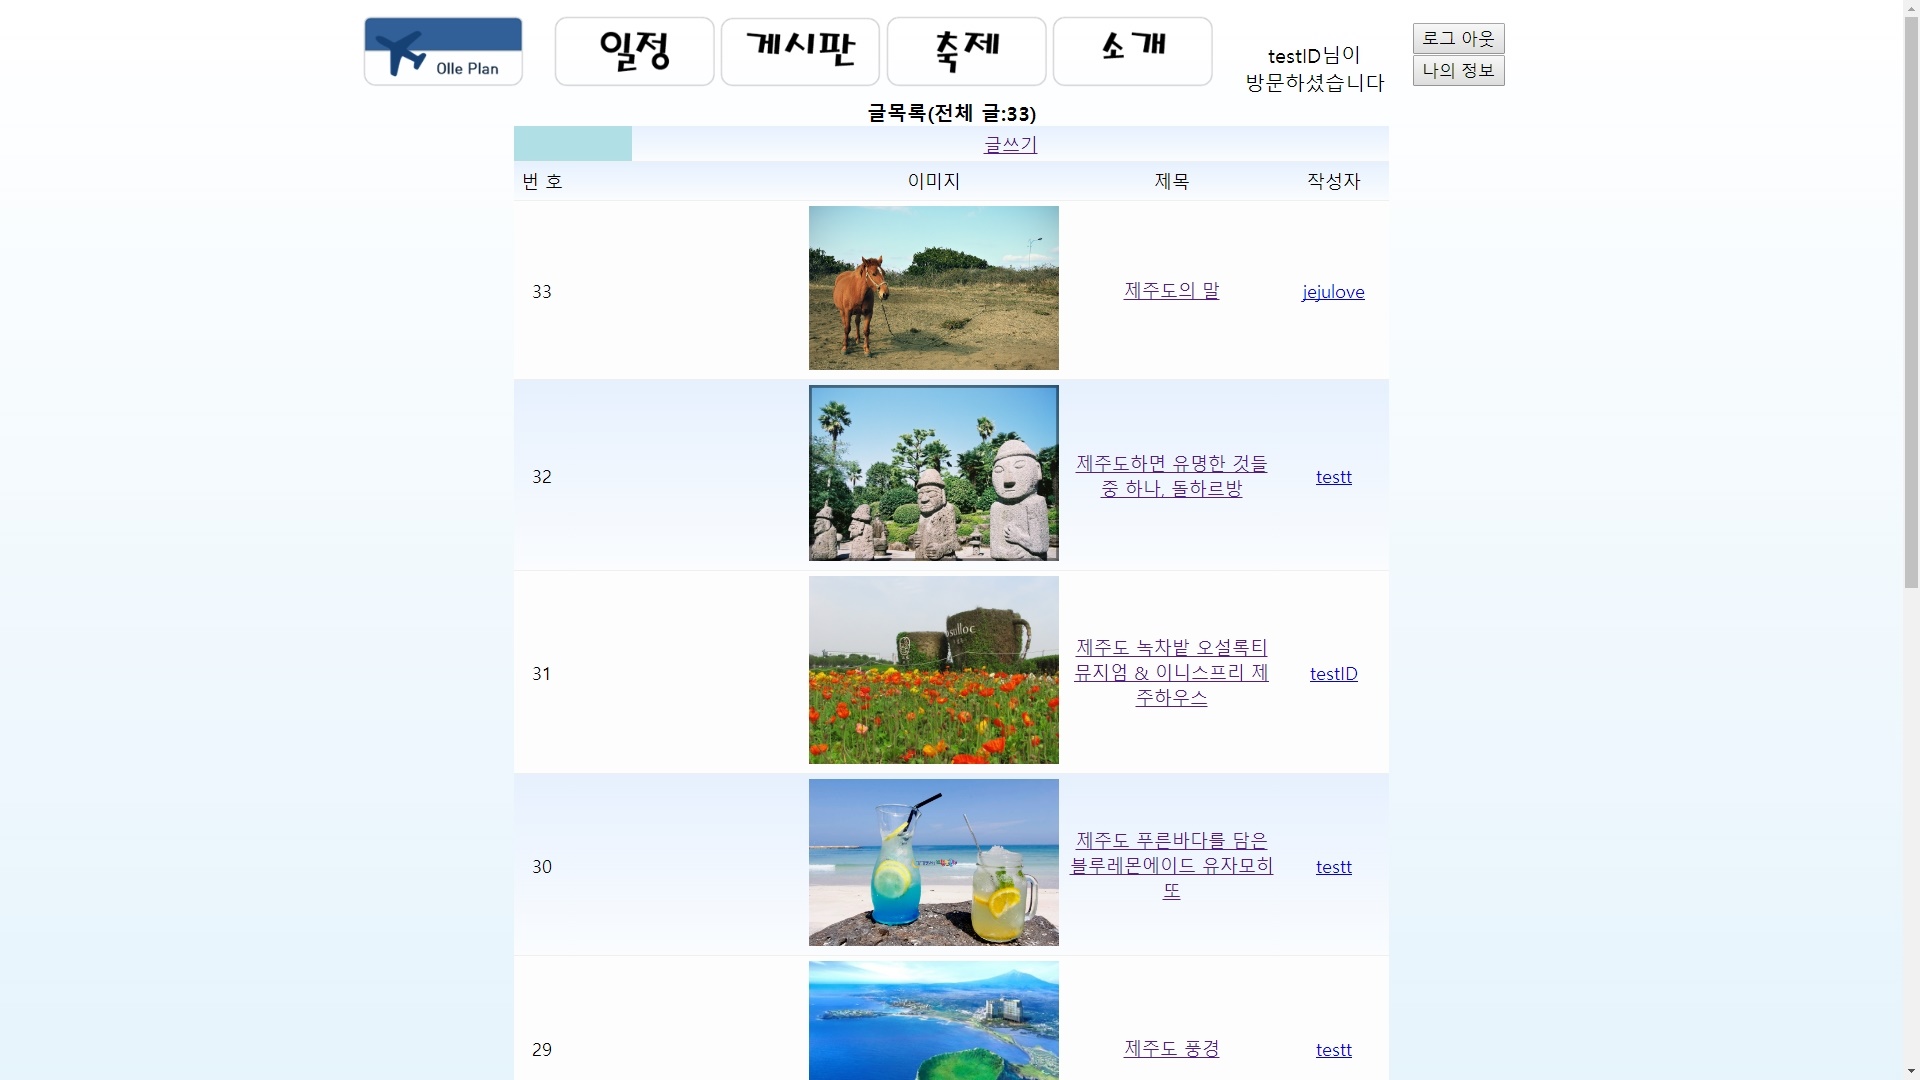 Olle Plan
일정
게시판
축제
소개
testID님이
방문하셨습니다
로그 아웃
나의 정보
글목록(전체 글:33)
글쓰기
번 호 이미지 제목 작성자
33 제주도의 말 jejulove
32 제주도하면 유명한 것들
중 하나, 돌하르방 testt
sulloc
31 제주도 녹차밭 오설록티
뮤지엄 & 이니스프리 제
주하우스 testID
30 제주도 푸른바다를 담은
블루레몬에이드 유자모히
또 testt
29 제주도 풍경 testt